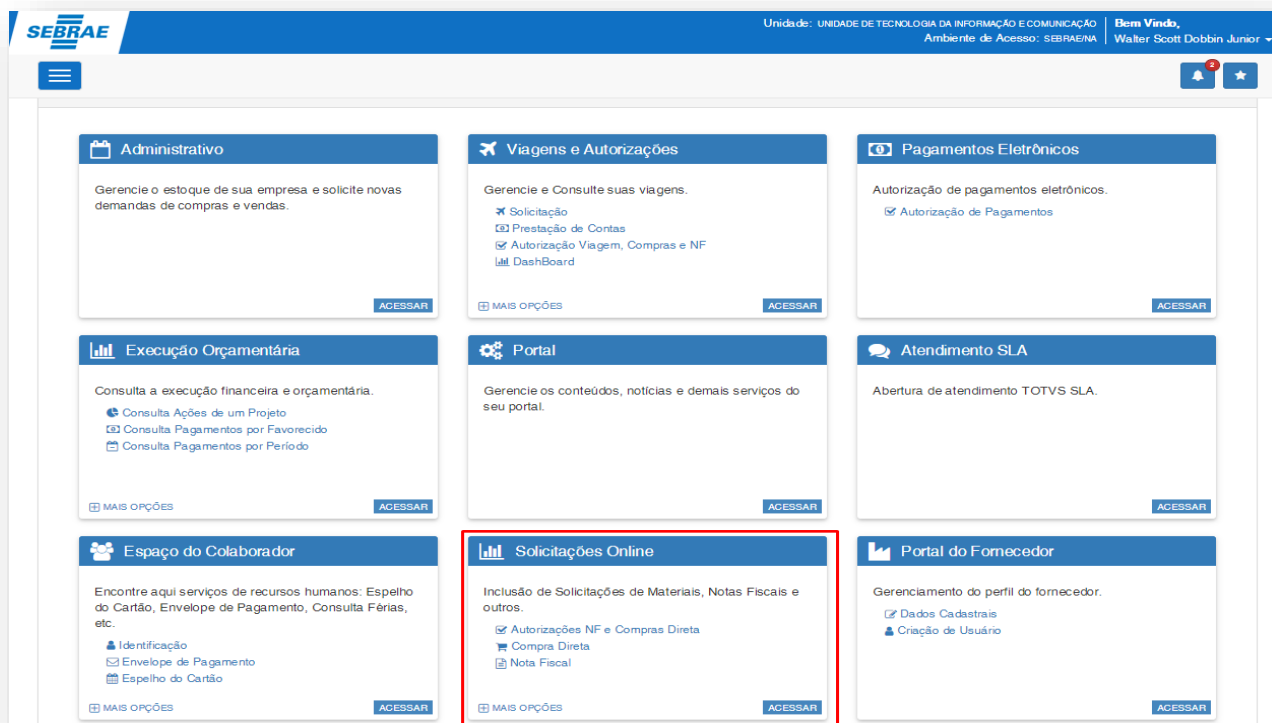 SEBRAE
Unidade: UNIDADE DE TECNOLOGIA DA INFORMAÇÃO E COMUNICAÇÃO
Ambiente de Acesso: SEBRAE/NA
Bem Vindo,
Walter Scott Dobbin Junior
2
Administrativo
Gerencie o estoque de sua empresa e solicite novas
demandas de compras e vendas.
ACESSAR
Viagens e Autorizações
Gerencie e Consulte suas viagens.
Solicitação
Prestação de Contas
Autorização Viagem, Compras e NF
DashBoard
MAIS OPÇÕES
ACESSAR
Pagamentos Eletrônicos
Autorização de pagamentos eletrônicos.
Autorização de Pagamentos
ACESSAR
Execução Orçamentária
Consulta a execução financeira e orçamentária.
Consulta Ações de um Projeto
Consulta Pagamentos por Favorecido
Consulta Pagamentos por Período
MAIS OPÇÕES
ACESSAR
Portal
Gerencie os conteúdos, notícias e demais serviços do
seu portal.
ACESSAR
Atendimento SLA
Abertura de atendimento TOTVS SLA.
ACESSAR
Espaço do Colaborador
Encontre aqui serviços de recursos humanos: Espelho
do Cartão, Envelope de Pagamento, Consulta Férias,
etc.
Identificação
Envelope de Pagamento
Espelho do Cartão
MAIS OPÇÕES
ACESSAR
Solicitações Online
Inclusão de Solicitações de Materiais, Notas Fiscais e
outros.
Autorizações NF e Compras Direta
Compra Direta
Nota Fiscal
MAIS OPÇÕES
ACESSAR
Portal do Fornecedor
Gerenciamento do perfil do fornecedor.
Dados Cadastrais
Criação de Usuário
ACESSAR